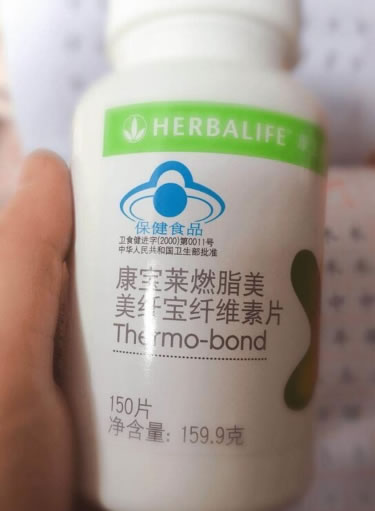 HERBALIFE
保健食品
卫食健进字(2000)第0011号
中华人民共和国卫生部批准
康宝莱燃脂美
美纤宝纤维素片
Thermo-bond
150片
净含量: 159.9克